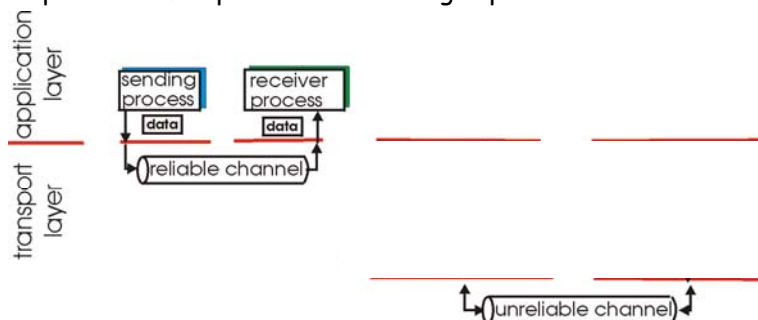 application
layer
transport
layer
sending
process
receiver
process
data
data
reliable channel
unreliable channel